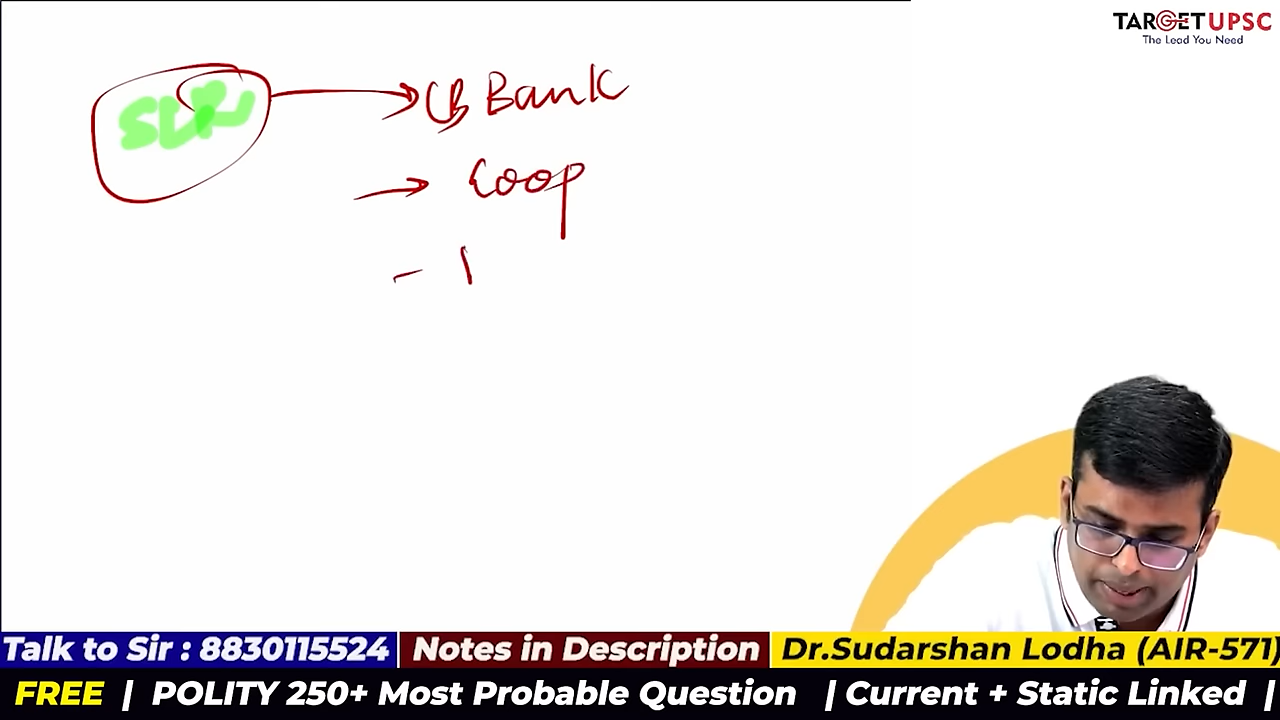 TARGETUPSC
The Lead You Need
SLR
Bank
Coop
Talk to Sir : 8830115524
Notes in Description
Dr.Sudarshan Lodha (AIR-571)
FREE | POLITY 250+ Most Probable Question | Current + Static Linked |